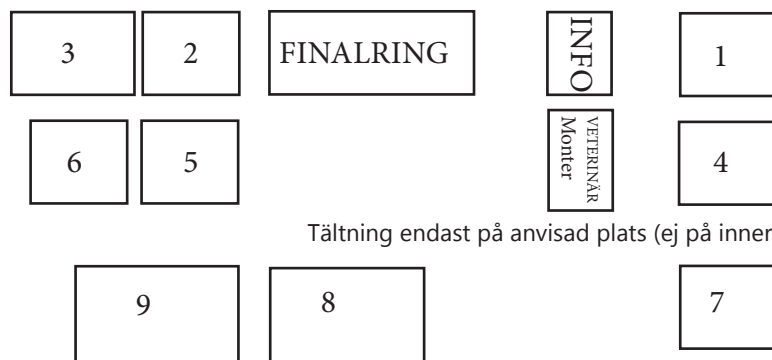 3
2
FINALRING
INFO
1
6
5
VETERINÄR
Monter
4
Tältning endast på anvisad plats (ej på inner
9
8
7